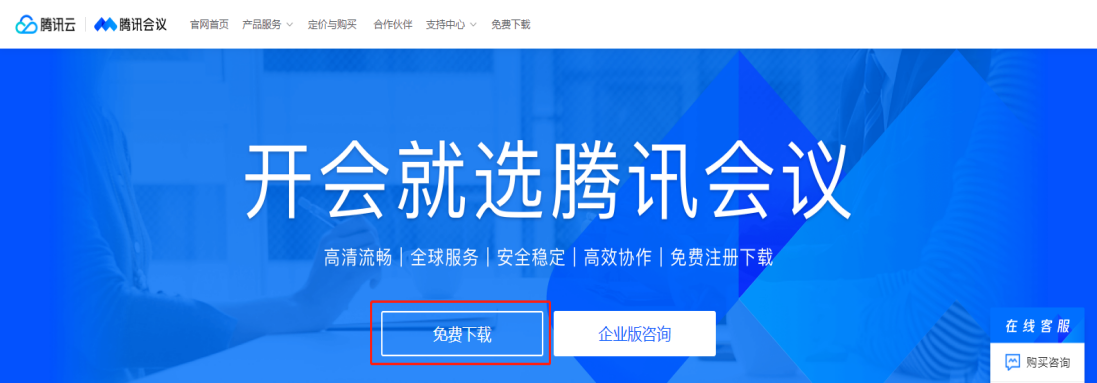 腾讯云 腾讯会议 官网首页 产品服务 定价与购买 合作伙伴 支持中心 免费下载
开会就选腾讯会议
高清流畅 | 全球服务 | 安全稳定 | 高效协作 | 免费注册下载
免费下载 企业版咨询
在线客服
购买咨询